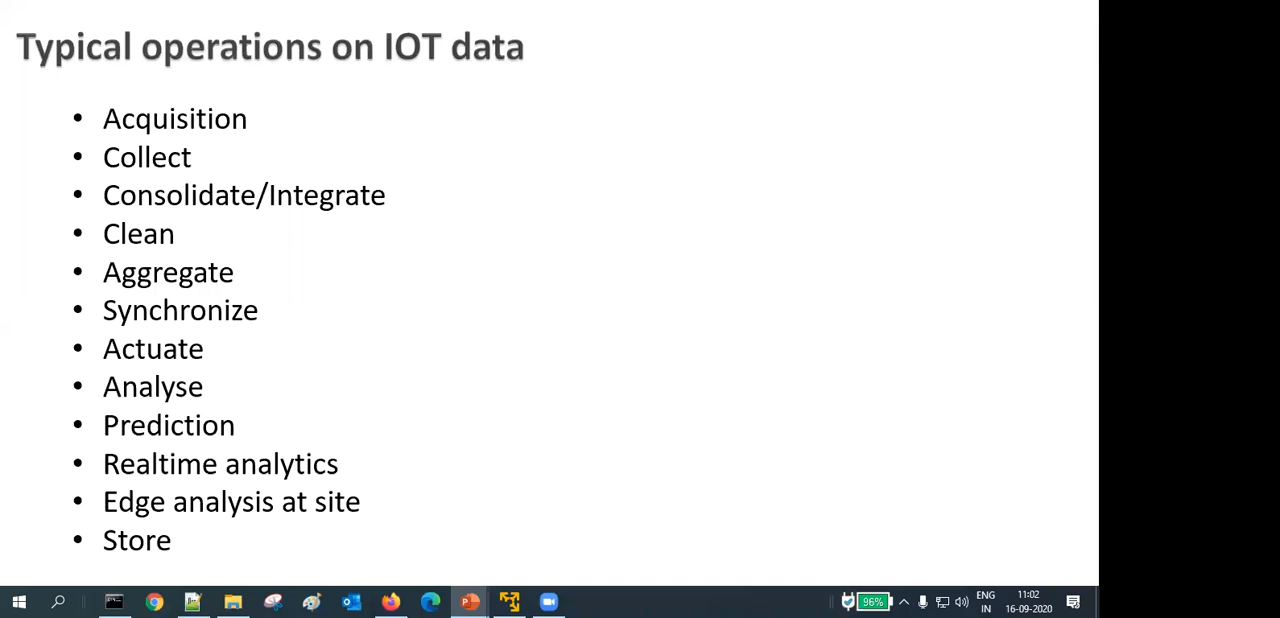 Typical operations on IOT data
• Acquisition
• Collect
• Consolidate/Integrate
• Clean
• Aggregate
• Synchronize
• Actuate
• Analyse
• Prediction
• Realtime analytics
• Edge analysis at site
• Store
96%
ENG
IN
11:02
16-09-2020